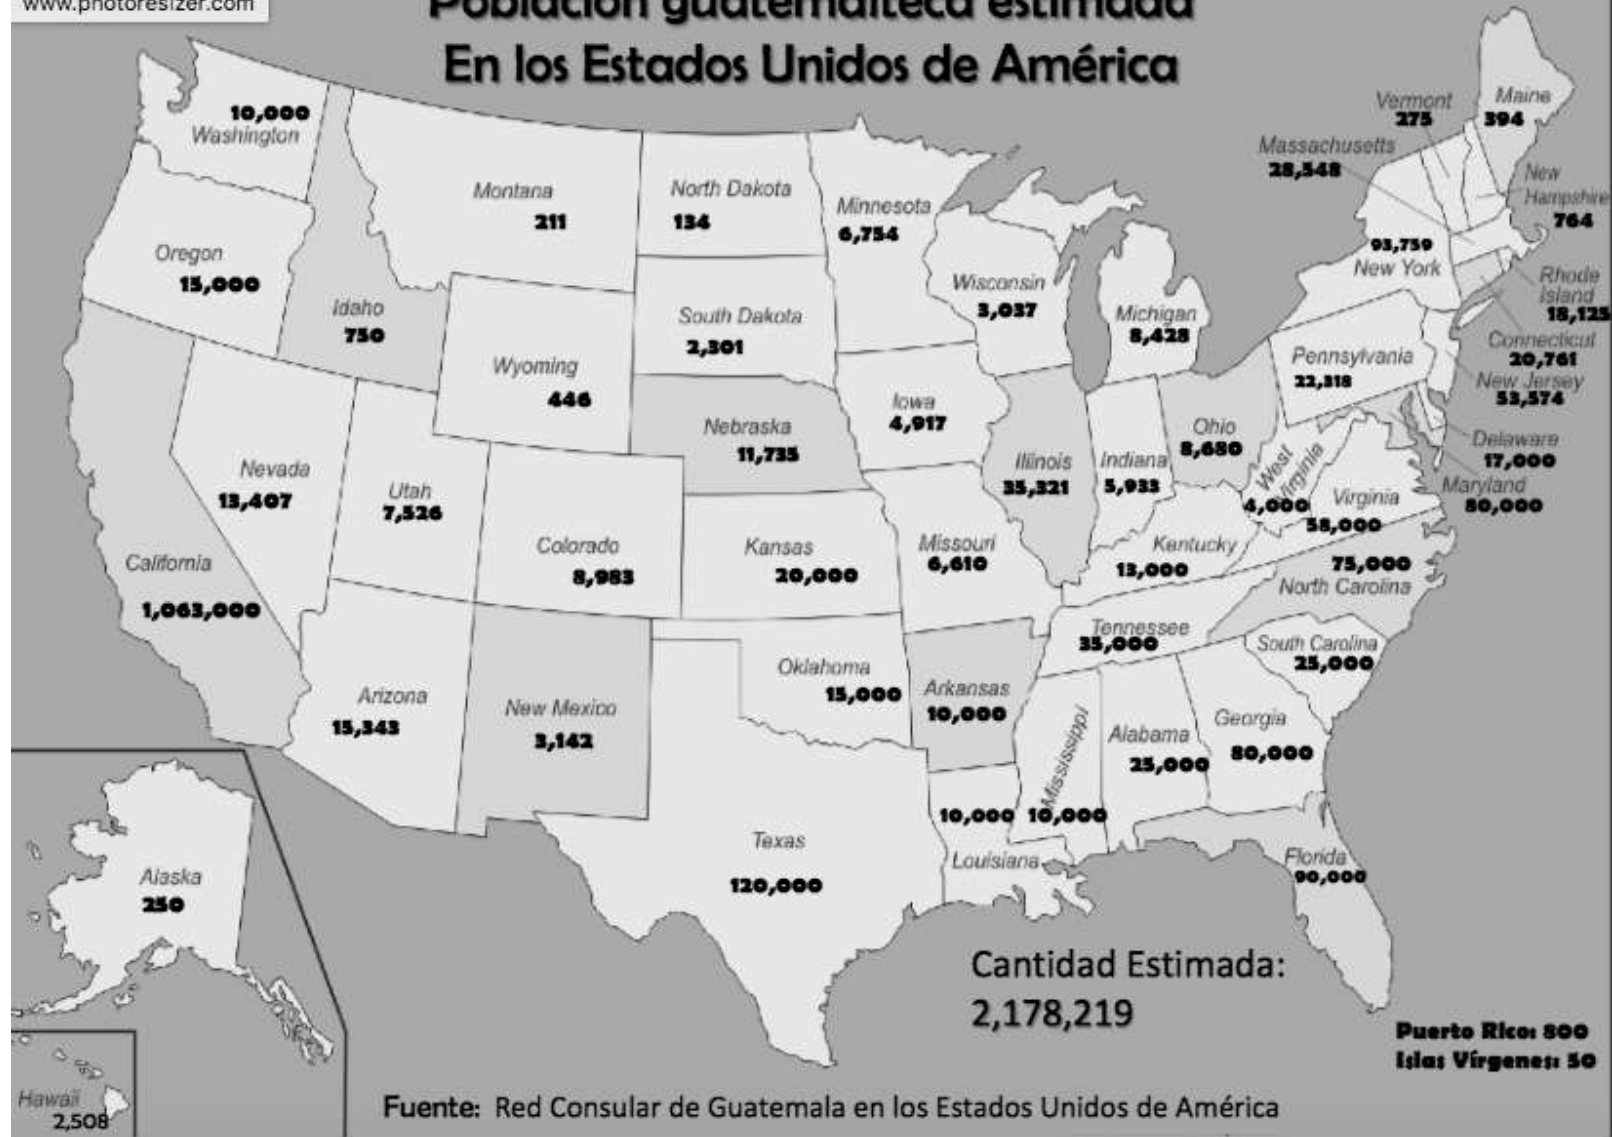 www.photoresizer.com
Población guatemalteca estimada
En los Estados Unidos de América
10,000
Washington
Oregon
15,000
Idaho
750
Montana
211
North Dakota
134
Minnesota
6,754
South Dakota
2,301
Wyoming
446
Wisconsin
3,037
Michigan
8,428
Vermont
275
Maine
394
Massachusetts
28,548
New
Hampshire
764
93,759
New York
Rhode
Island
18,125
Connecticut
20,761
New Jersey
53,574
Pennsylvania
22,318
Delaware
17,000
Maryland
80,000
Nebraska
11,735
Iowa
4,917
Illinois
35,321
Indiana
5,933
Ohio
8,680
West
Virginia
4,000
Virginia
58,000
Nevada
13,407
Utah
7,526
Colorado
8,983
Kansas
20,000
Missouri
6,610
Kentucky
13,000
75,000
North Carolina
California
1,063,000
Arizona
15,343
New Mexico
3,142
Oklahoma
15,000
Arkansas
10,000
Tennessee
35,000
South Carolina
25,000
Mississippi
10,000
Alabama
25,000
Georgia
80,000
10,000
Louisiana
Texas
120,000
Florida
90,000
Alaska
250
Hawaii
2,508
Cantidad Estimada:
2,178,219
Puerto Rico: 800
Islas Vírgenes: 50
Fuente: Red Consular de Guatemala en los Estados Unidos de América